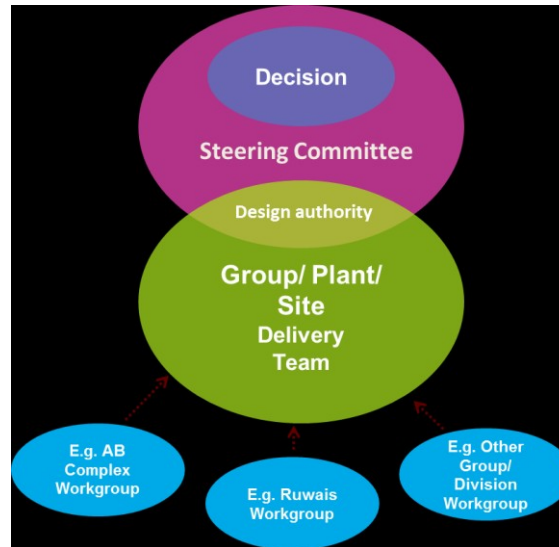 Decision
Steering Committee
Design authority
Group/ Plant/
Site
Delivery
Team
E.g. AB
Complex
Workgroup
E.g. Ruwais
Workgroup
E.g. Other
Group/
Division
Workgroup